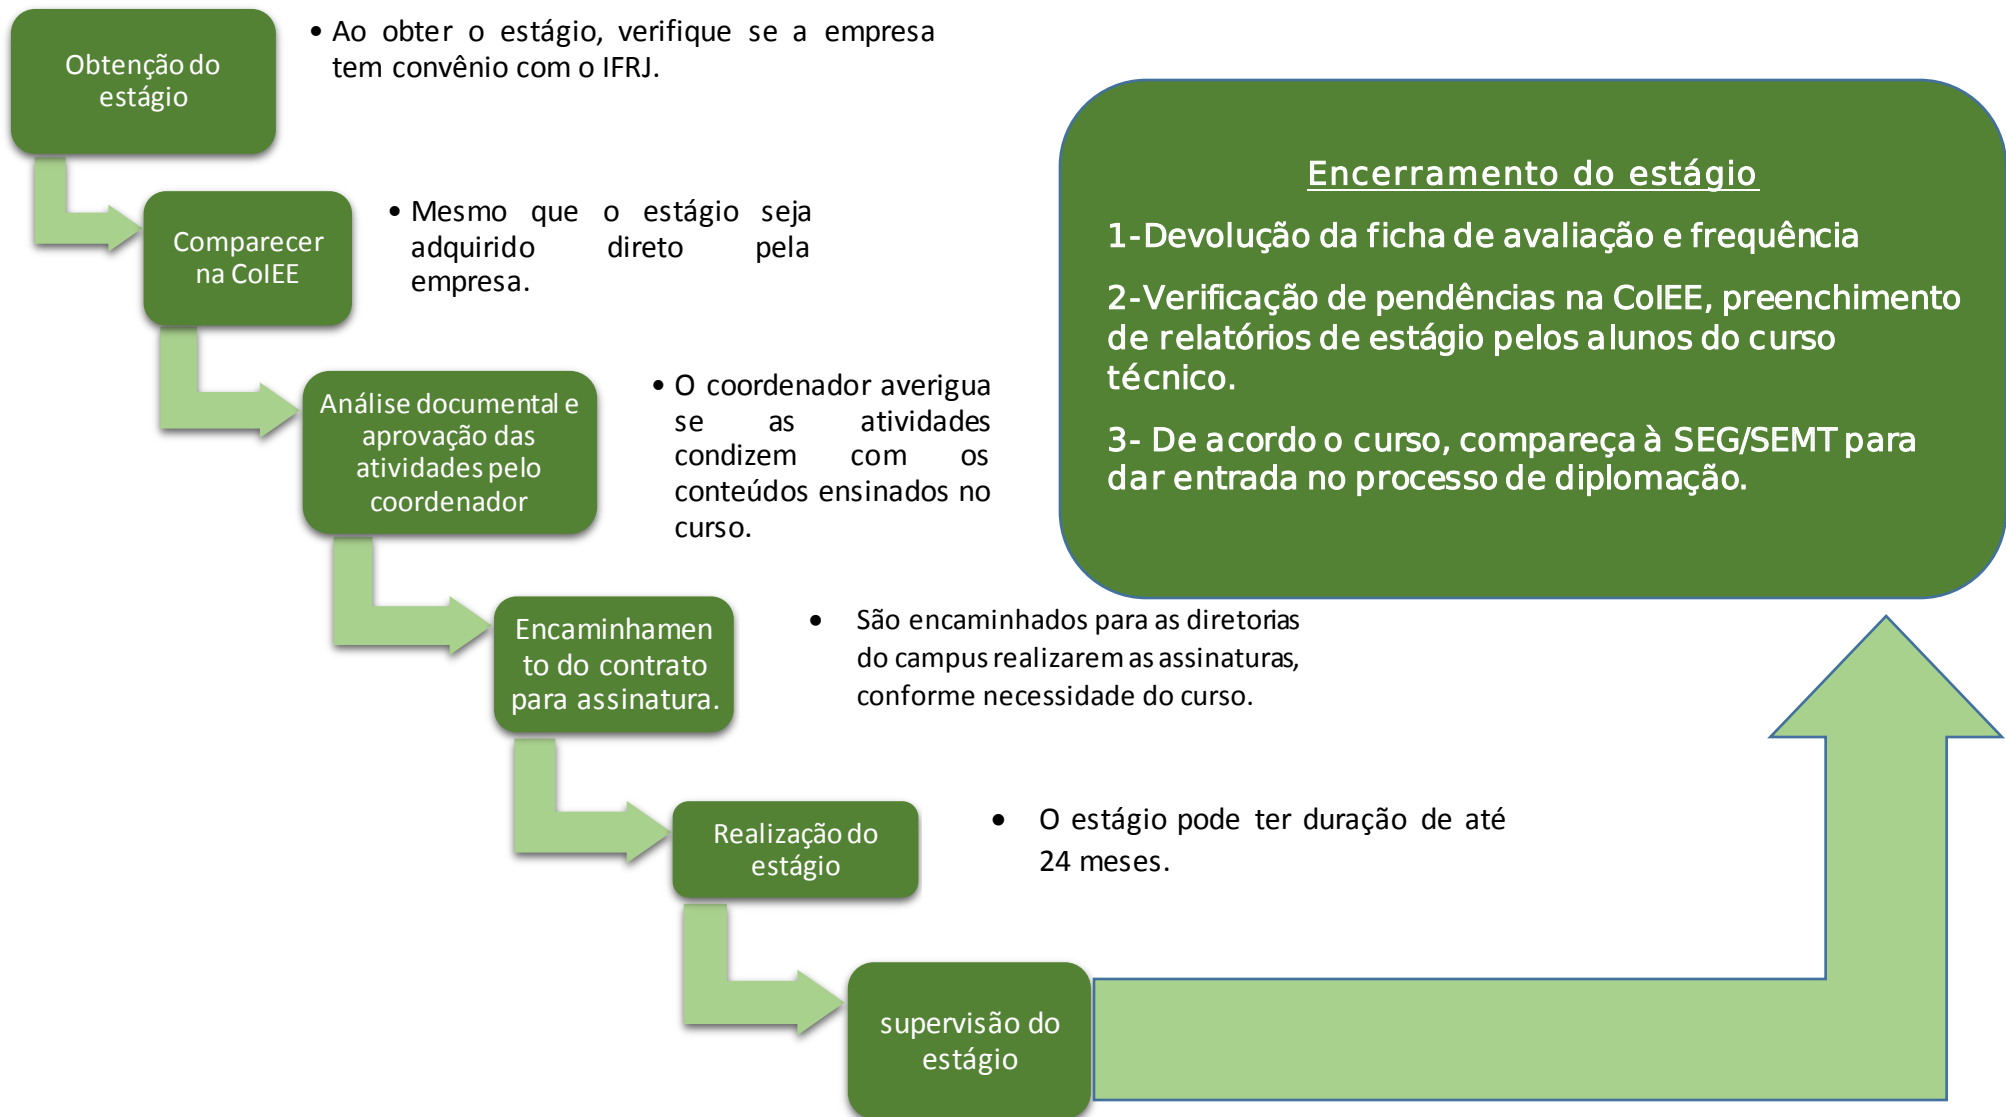 Obtenção do
estágio
• Ao obter o estágio, verifique se a empresa
tem convênio com o IFRJ.
Comparecer
na CoIEE
• Mesmo que o estágio seja
adquirido direto pela
empresa.
Análise documental e
aprovação das
atividades pelo
coordenador
• O coordenador averigua
se as atividades
condizem com os
conteúdos ensinados no
curso.
Encaminhamen
to do contrato
para assinatura.
• São encaminhados para as diretorias
do campus realizarem as assinaturas,
conforme necessidade do curso.
Realização do
estágio
• O estágio pode ter duração de até
24 meses.
supervisão do
estágio
Encerramento do estágio
1-Devolução da ficha de avaliação e frequência
2-Verificação de pendências na CoIEE, preenchimento
de relatórios de estágio pelos alunos do curso
técnico.
3- De acordo o curso, compareça à SEG/SEMT para
dar entrada no processo de diplomação.